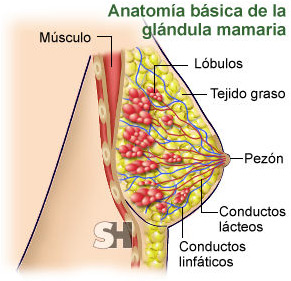 Anatomía básica de la
glándula mamaria
Músculo
Lóbulos
Tejido graso
Pezón
Conductos
lácteos
Conductos
linfáticos
SH